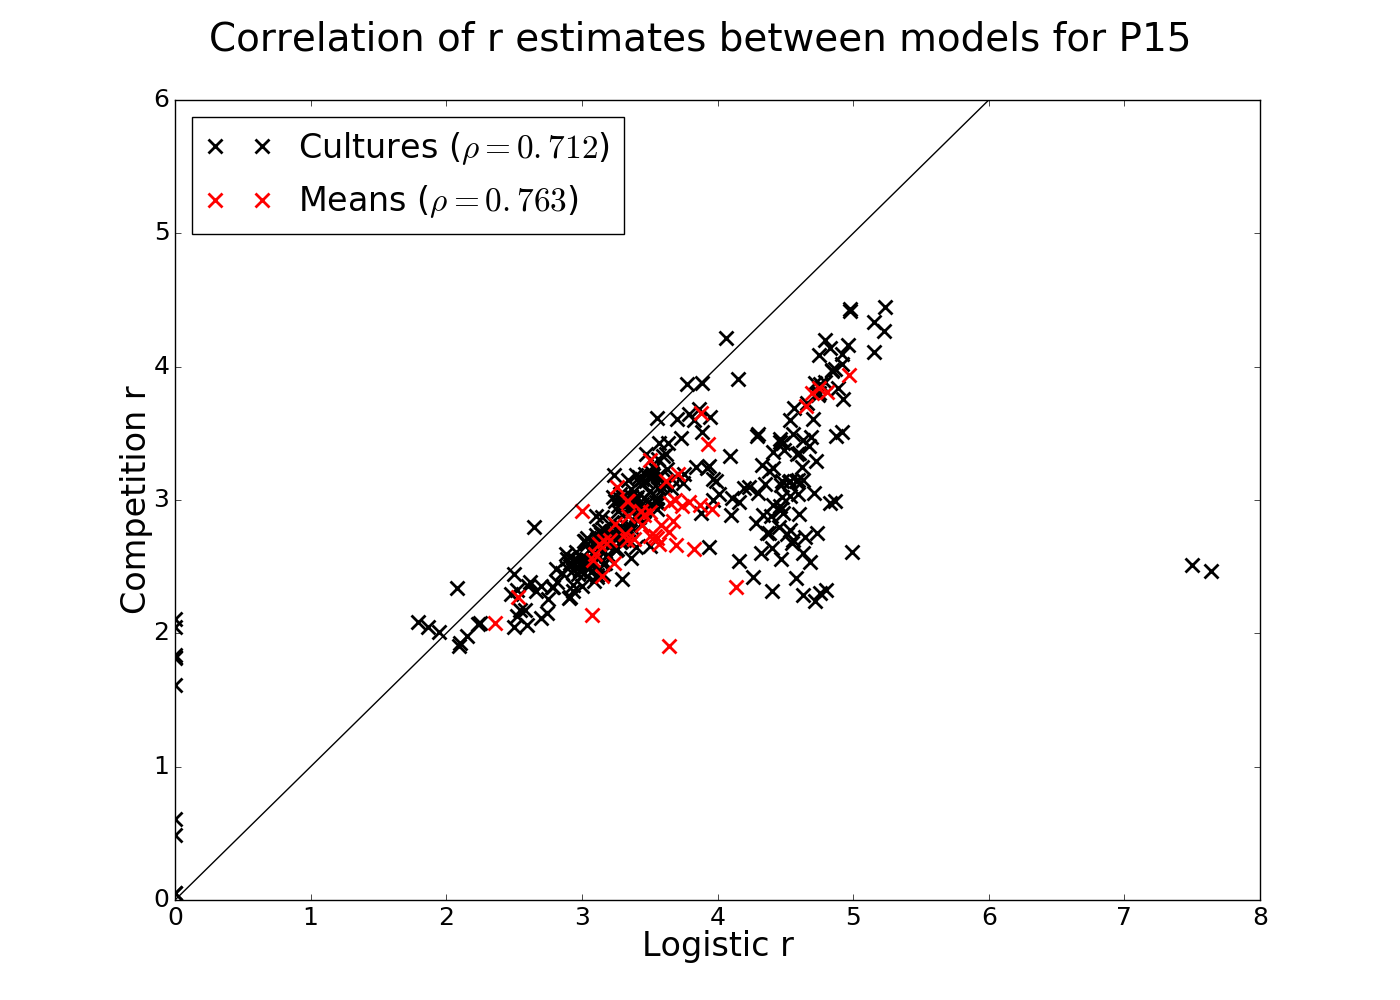 Correlation of r estimates between models for P15
6
Cultures (ρ = 0.712)
Means (ρ = 0.763)
5
4
3
2
1
0
Competition r
0 1 2 3 4 5 6 7 8
Logistic r